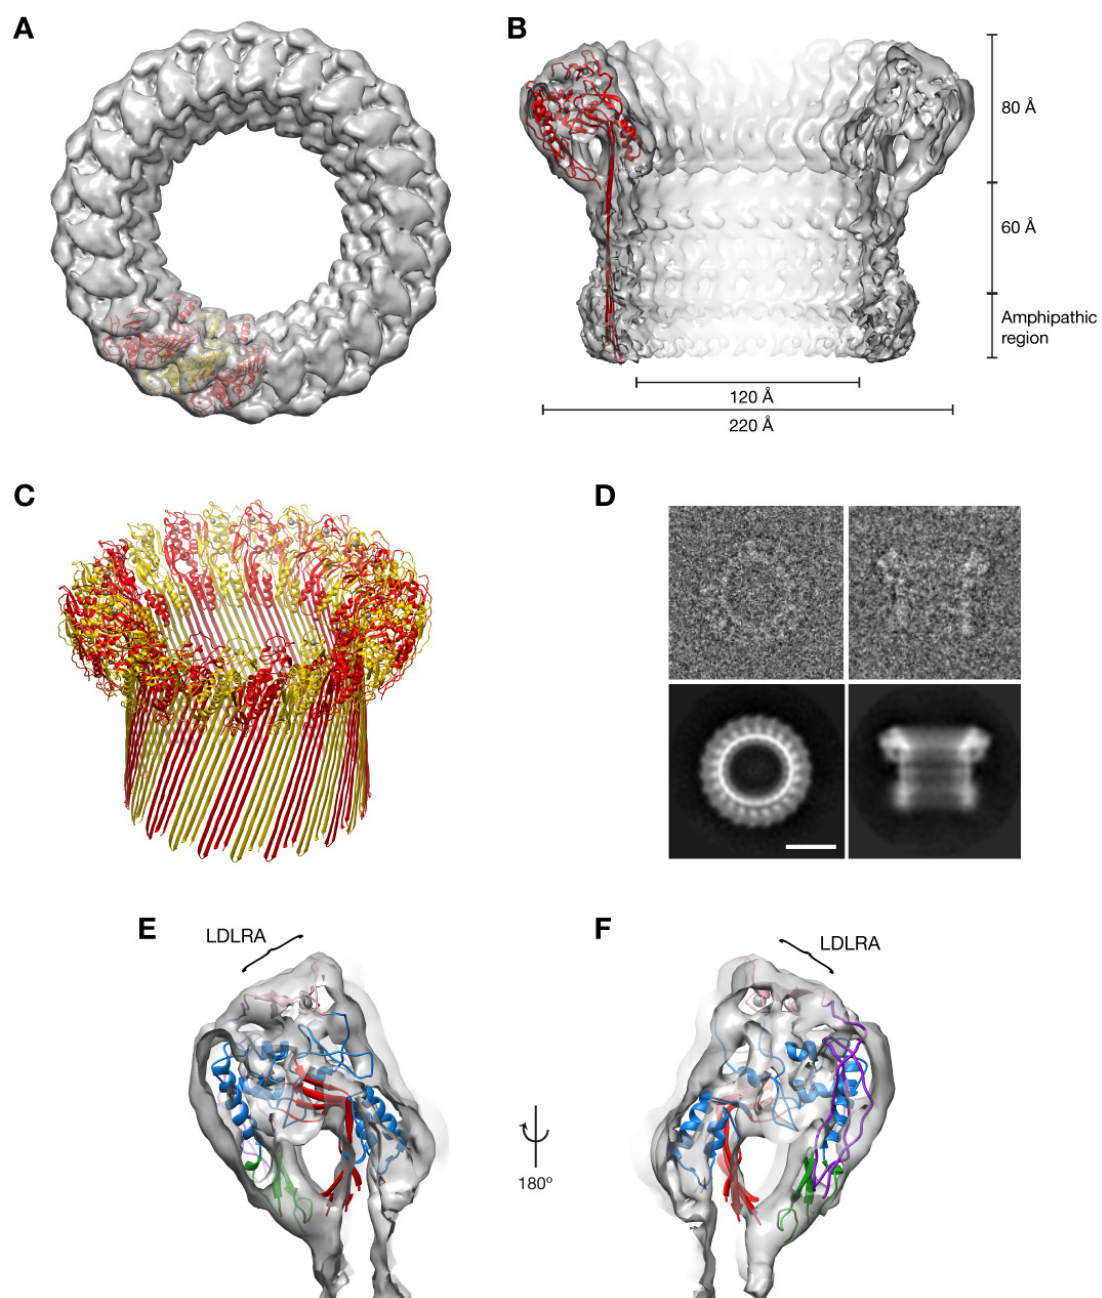 A
B
80 Å
60 Å
Amphipathic
region
120 Å
220 Å
C
D
E
LDLRA
F
LDLRA
180°